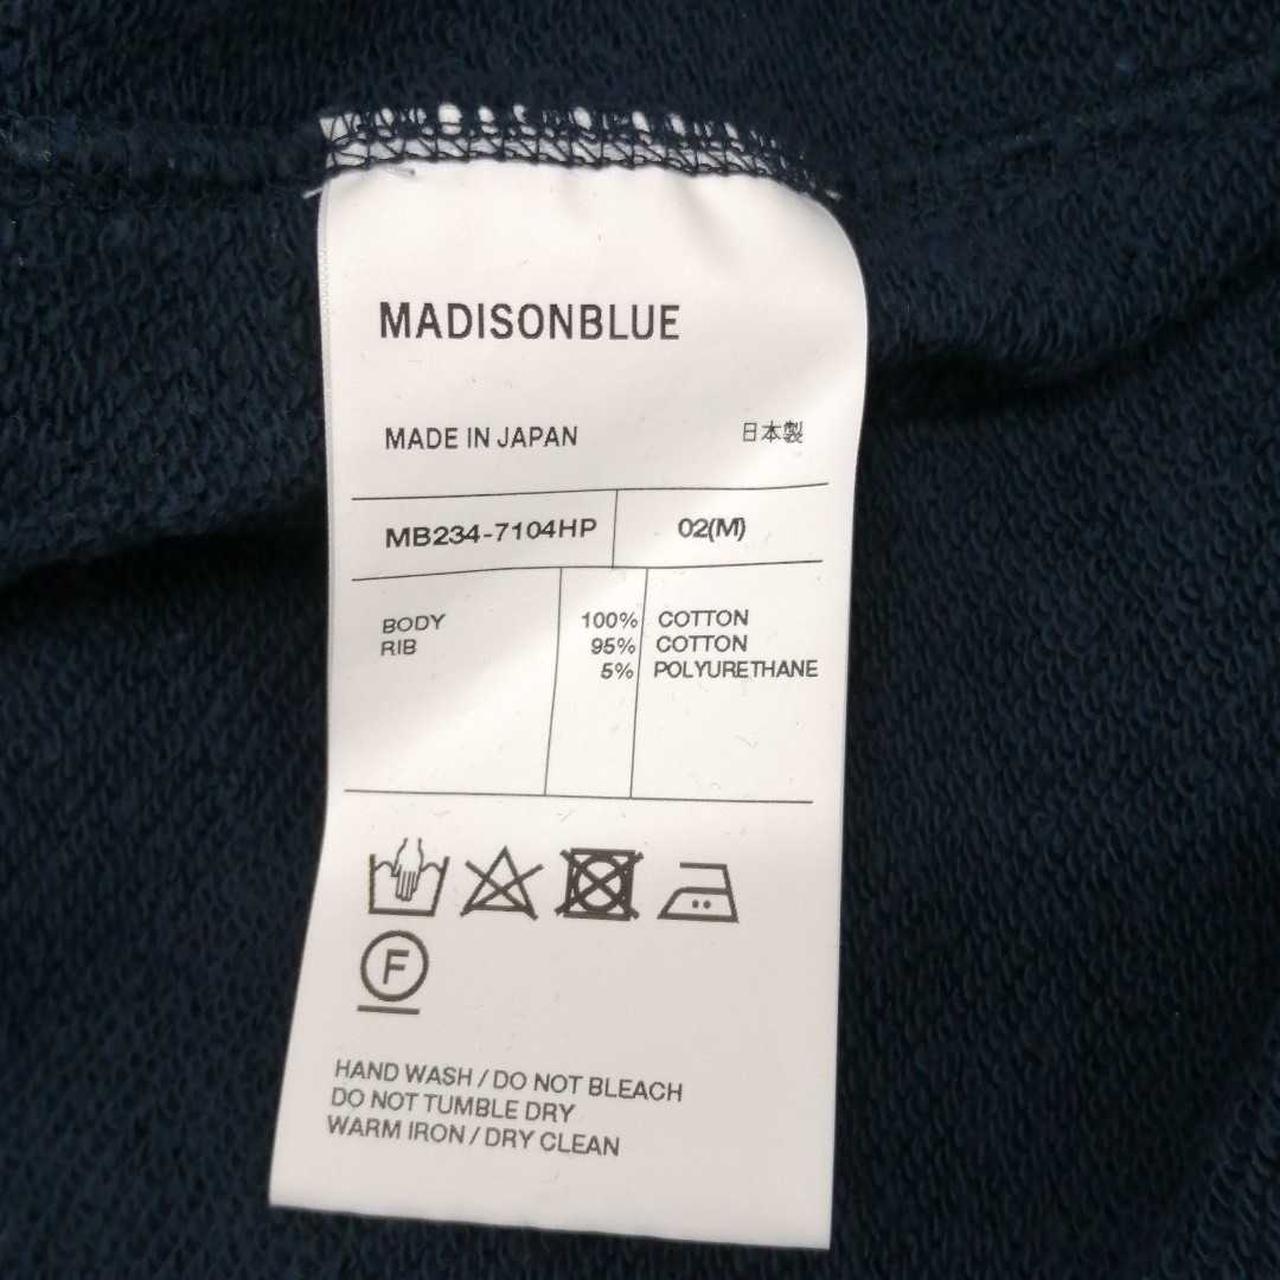 MADISONBLUE
MADE IN JAPAN 日本製
MB234-7104HP 02(M)
BODY 100% COTTON
RIB 95% COTTON
5% POLYURETHANE
F
HAND WASH / DO NOT BLEACH
DO NOT TUMBLE DRY
WARM IRON / DRY CLEAN